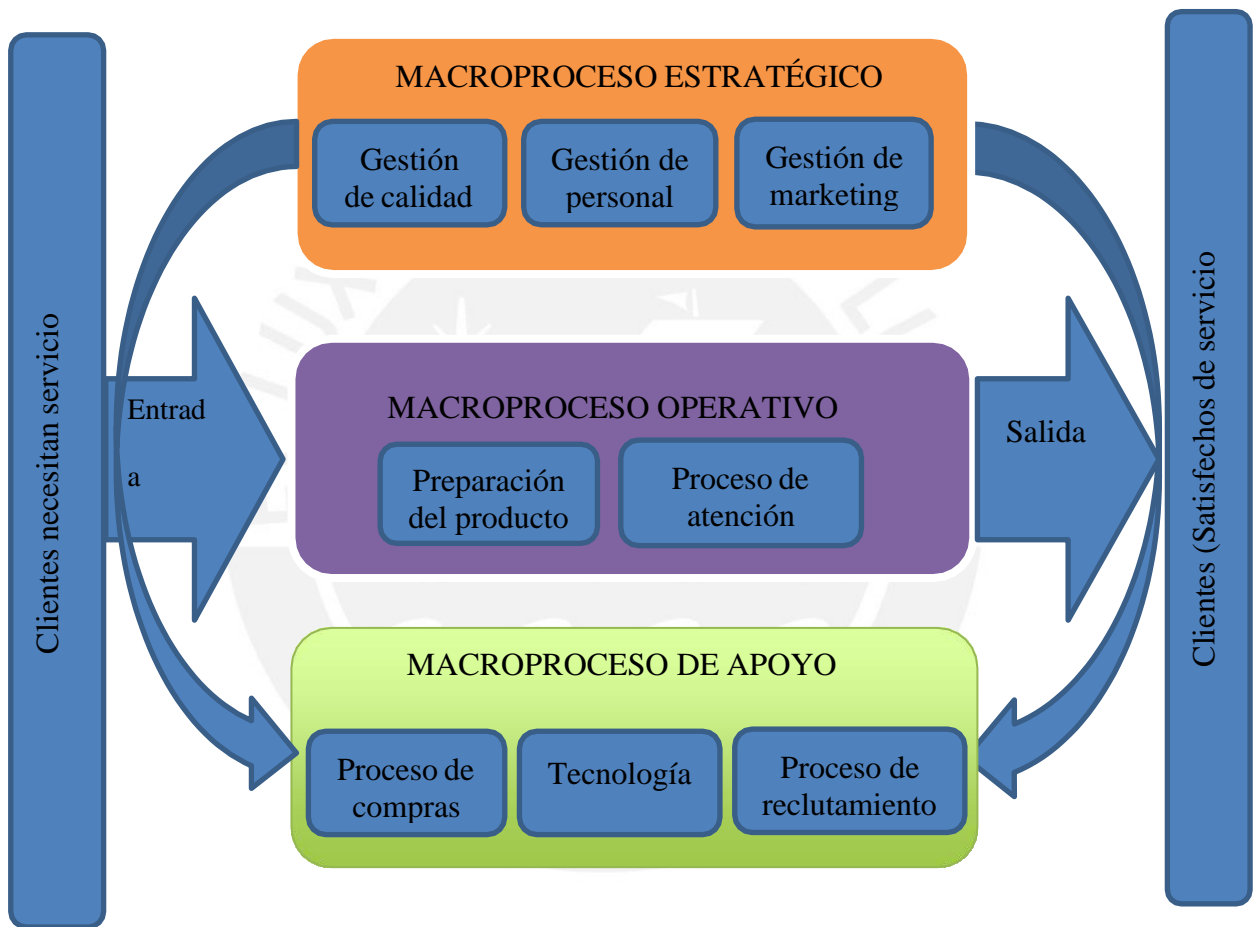 MACROPROCESO ESTRATÉGICO
Gestión
de calidad
Gestión de
personal
Gestión de
marketing
Clientes necesitan servicio
Entrad
a
MACROPROCESO OPERATIVO
Preparación
del producto
Proceso de
atención
Salida
Clientes (Satisfechos de servicio
MACROPROCESO DE APOYO
Proceso de
compras
Tecnología
Proceso de
reclutamiento